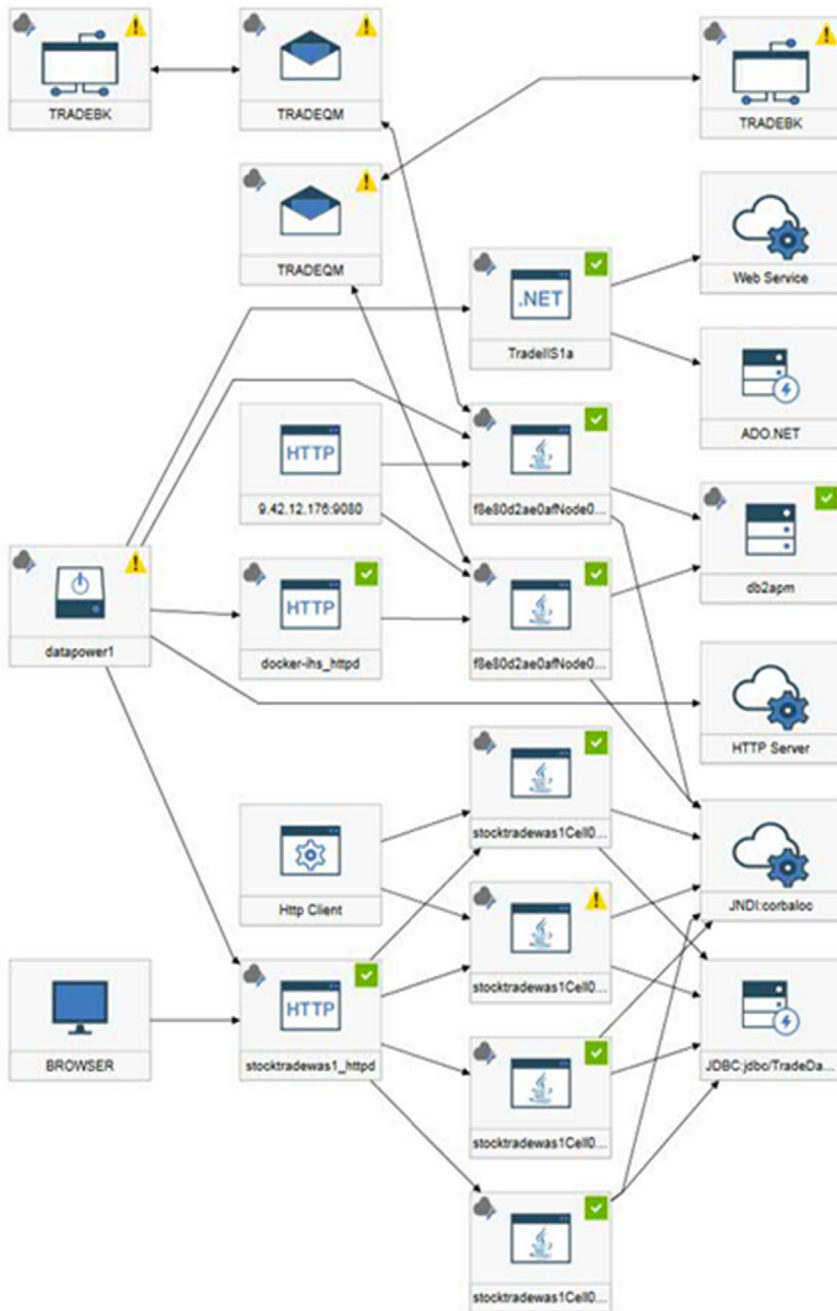 TRADEBK
TRADEQM
TRADEBK
TRADEQM
Web Service
.NET
TradeIIS1a
ADO.NET
HTTP
9.42.12.176:9080
f8e80d2ae0afNode0...
db2apm
datapower1
HTTP
docker-ihs_httpd
f8e80d2ae0afNode0...
HTTP Server
stocktradewas1Cell0...
Http Client
JNDI:corbaloc
stocktradewas1Cell0...
BROWSER
HTTP
stocktradewas1_httpd
JDBC:jdbc/TradeDa...
stocktradewas1Cell0...
stocktradewas1Cell0...